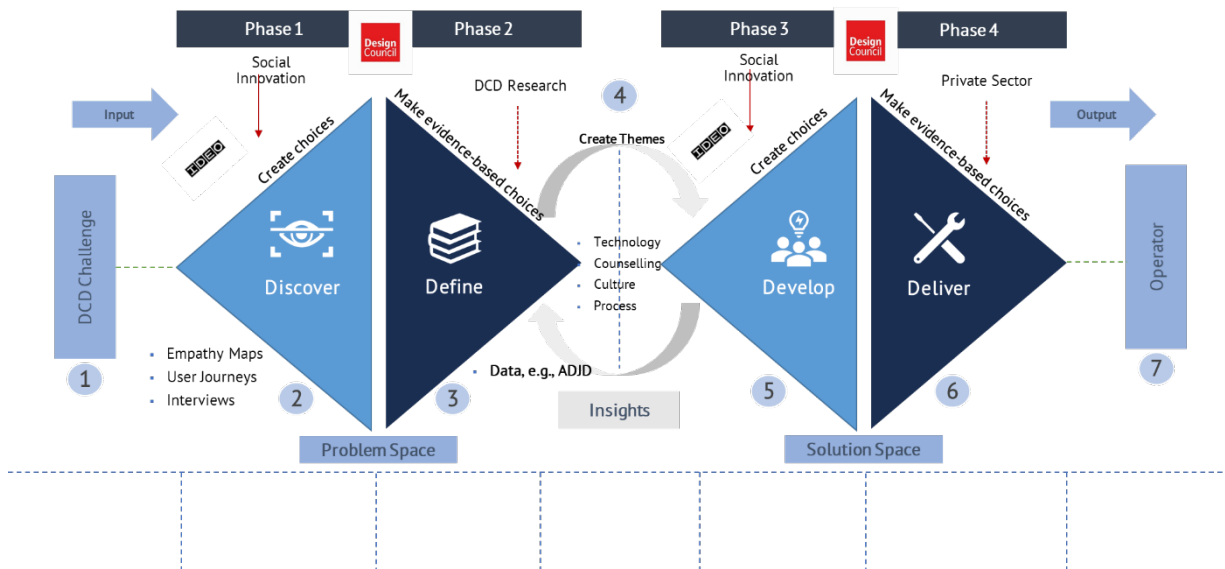 Phase 1
Design
Council
Phase 2
Phase 3
Design
Council
Phase 4
Social
Innovation
DCD Research
4
Social
Innovation
Private Sector
Input
IDEO
Create choices
Make evidence-based choices
Create Themes
IDEO
Create choices
Make evidence-based choices
Output
DCD Challenge
Discover
Define
Technology
Counselling
Culture
Process
Develop
Deliver
Operator
1
Empathy Maps
User Journeys
Interviews
2
3
Data, e.g., ADJD
Insights
5
6
7
Problem Space
Solution Space